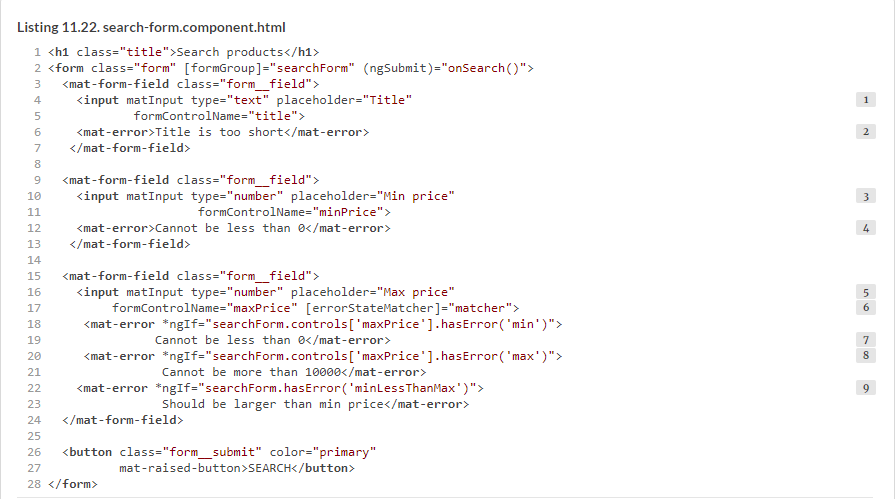 Listing 11.22. search-form.component.html
1 <h1 class="title">Search products</h1>
2 <form class="form" [formGroup]="searchForm" (ngSubmit)="onSearch()">
3 <mat-form-field class="form__field">
4 <input matInput type="text" placeholder="Title" 1
5 formControlName="title">
6 <mat-error>Title is too short</mat-error> 2
7 </mat-form-field>
8
9 <mat-form-field class="form__field">
10 <input matInput type="number" placeholder="Min price" 3
11 formControlName="minPrice">
12 <mat-error>Cannot be less than 0</mat-error> 4
13 </mat-form-field>
14
15 <mat-form-field class="form__field">
16 <input matInput type="number" placeholder="Max price" 5
17 formControlName="maxPrice" [errorStateMatcher]="matcher"> 6
18 <mat-error *ngIf="searchForm.controls['maxPrice'].hasError('min')">
19 Cannot be less than 0</mat-error> 7
20 <mat-error *ngIf="searchForm.controls['maxPrice'].hasError('max')"> 8
21 Cannot be more than 10000</mat-error>
22 <mat-error *ngIf="searchForm.hasError('minLessThanMax')"> 9
23 Should be larger than min price</mat-error>
24 </mat-form-field>
25
26 <button class="form__submit" color="primary"
27 mat-raised-button>SEARCH</button>
28 </form>